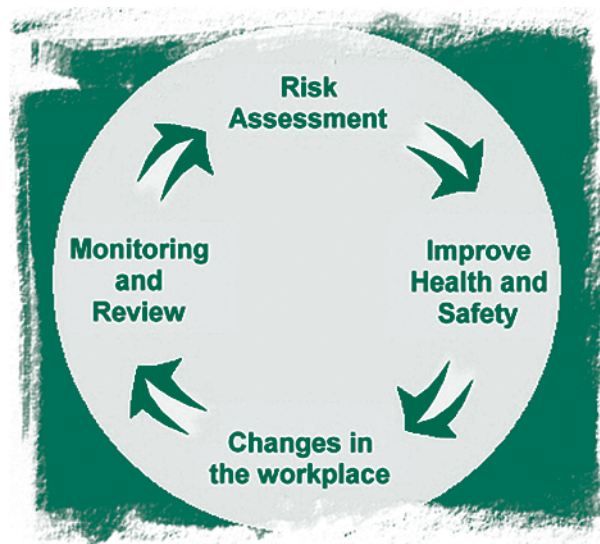 Risk
Assessment
Improve
Health and
Safety
Changes in
the workplace
Monitoring
and
Review